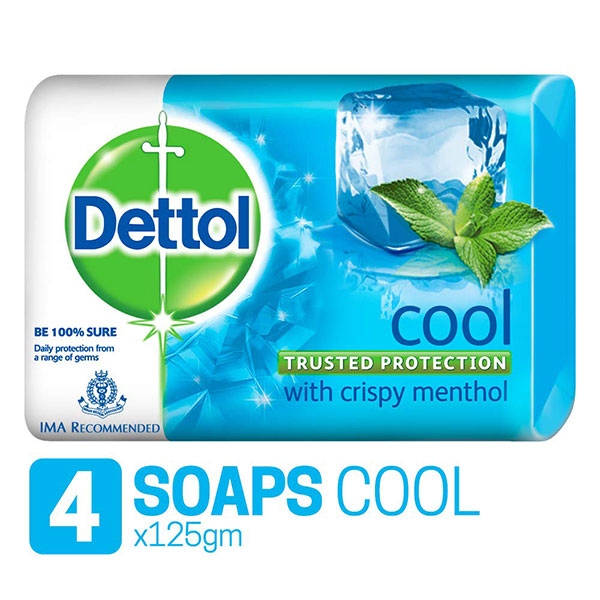 Dettol
BE 100% SURE
Daily protection from
a range of germs
IMA RECOMMENDED
cool
TRUSTED PROTECTION
with crispy menthol
4
SOAPS COOL
x125gm